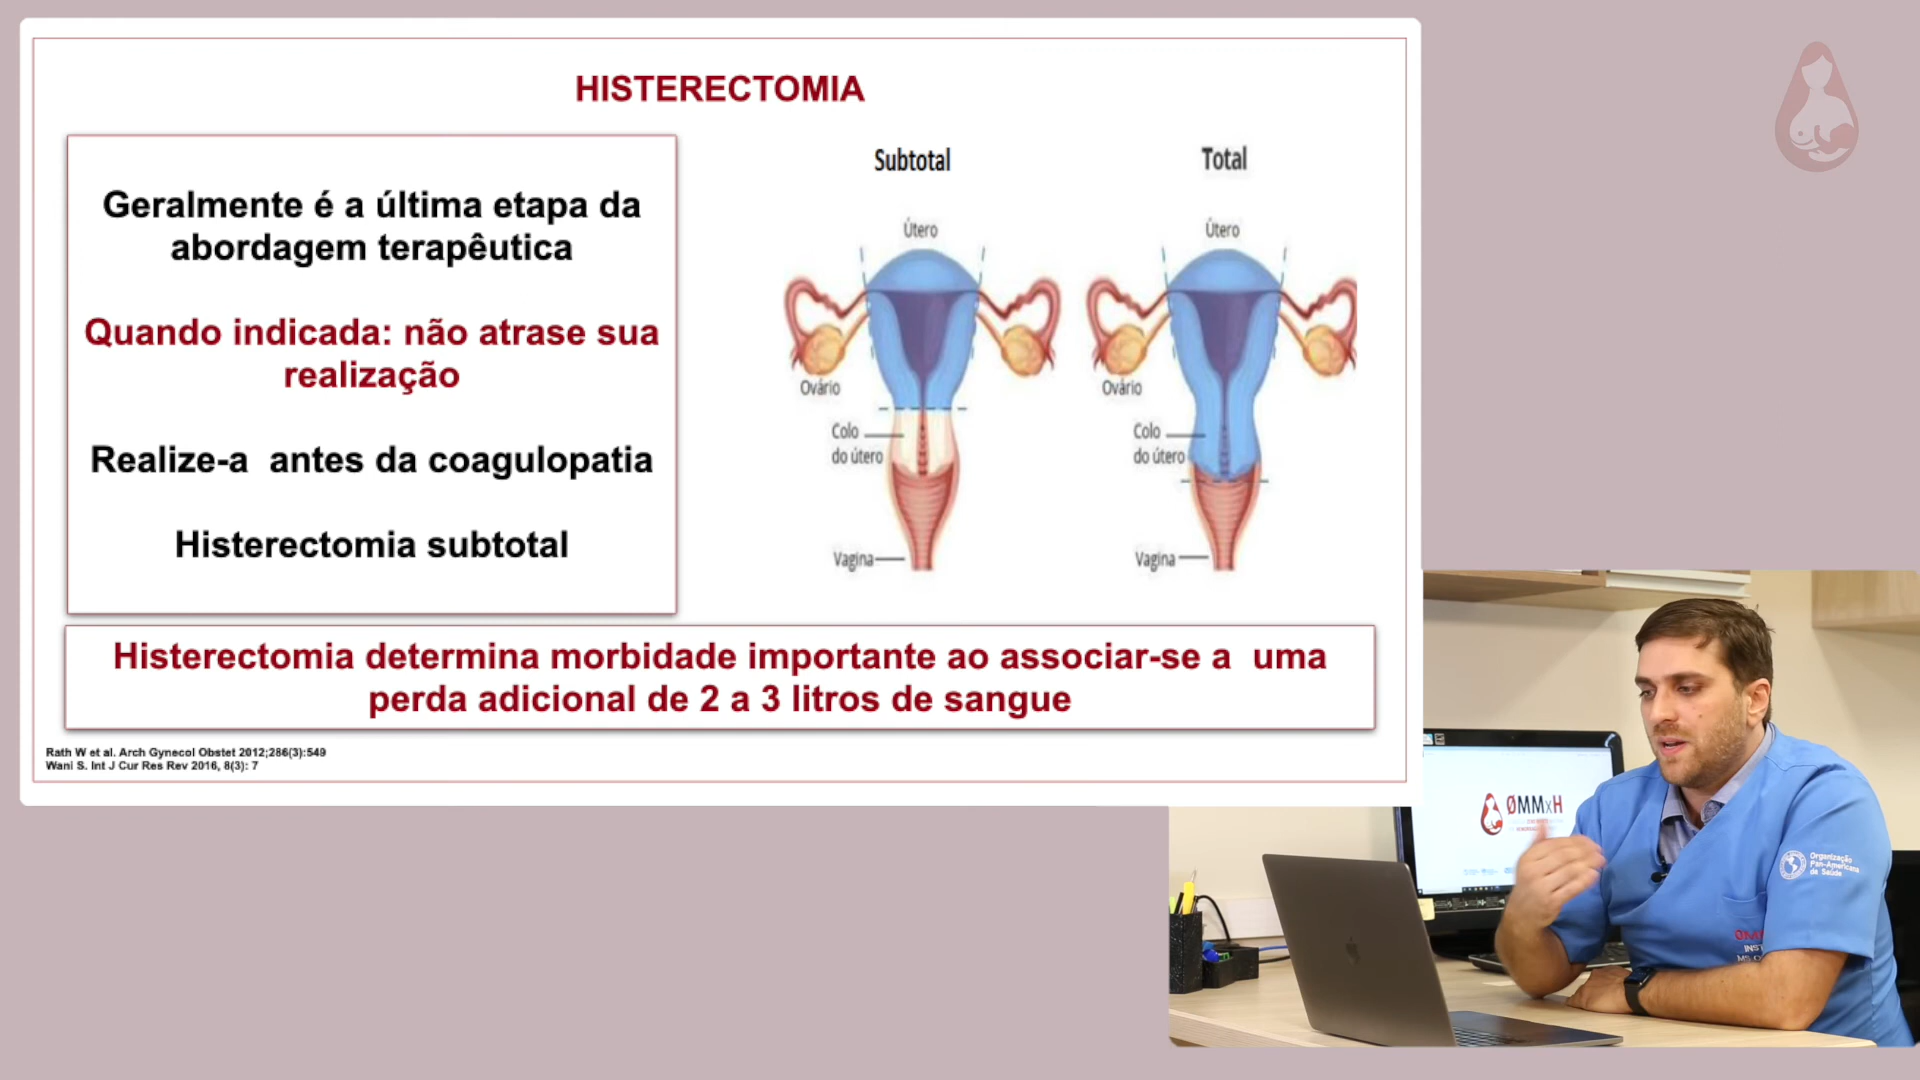 HISTERECTOMIA
Geralmente é a última etapa da
abordagem terapêutica
Quando indicada: não atrase sua
realização
Realize-a antes da coagulopatia
Histerectomia subtotal
Subtotal
Útero
Ovário
Colo
do útero
Vagina
Total
Útero
Ovário
Colo
do útero
Vagina
Histerectomia determina morbidade importante ao associar-se a uma
perda adicional de 2 a 3 litros de sangue
Rath W et al. Arch Gynecol Obstet 2012;286(3):549
Wani S. Int J Cur Res Rev 2016, 8(3): 7
ØMMxH
Organização
Pan-Americana
da Saúde